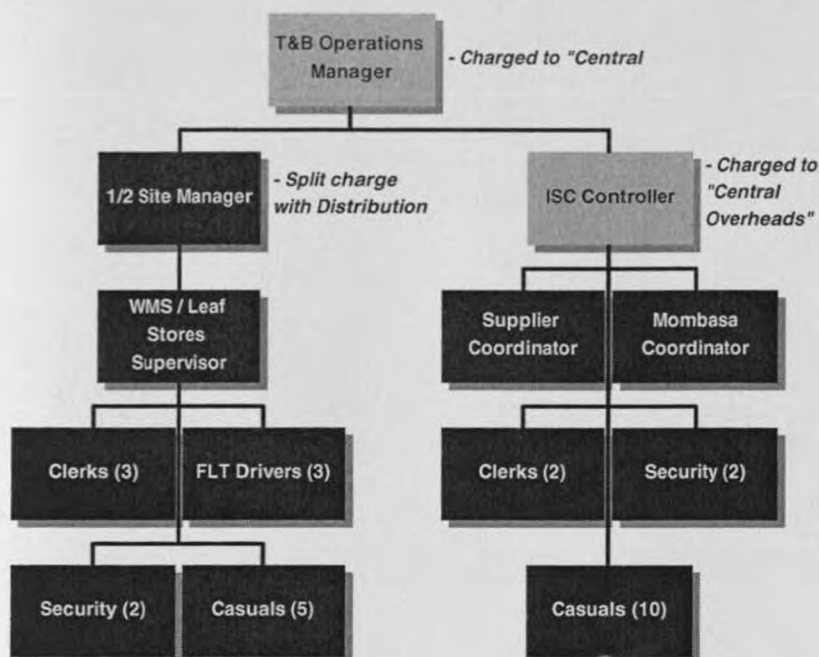 T&B Operations
Manager
- Charged to "Central
1/2 Site Manager
- Split charge
with Distribution
ISC Controller
- Charged to
"Central
Overheads"
WMS / Leaf
Stores
Supervisor
Supplier
Coordinator
Mombasa
Coordinator
Clerks (3)
FLT Drivers (3)
Clerks (2)
Security (2)
Security (2)
Casuals (5)
Casuals (10)